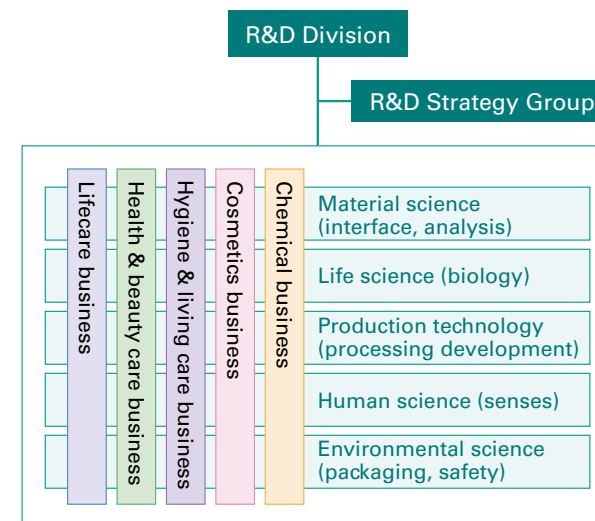 R&D Division
R&D Strategy Group
Lifecare business
Health & beauty care business
Hygiene & living care business
Cosmetics business
Chemical business
Material science
(interface, analysis)
Life science (biology)
Production technology
(processing development)
Human science (senses)
Environmental science
(packaging, safety)